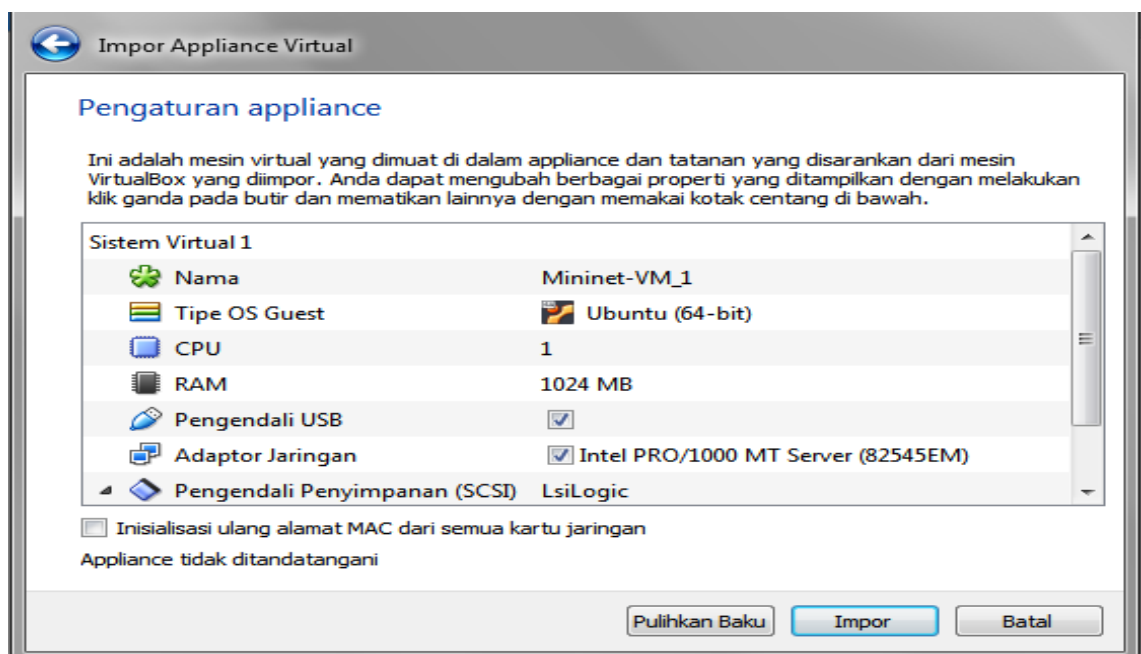 Impor Appliance Virtual
Pengaturan appliance
Ini adalah mesin virtual yang dimuat di dalam appliance dan tatanan yang disarankan dari mesin
VirtualBox yang diimpor. Anda dapat mengubah berbagai properti yang ditampilkan dengan melakukan
klik ganda pada butir dan mematikan lainnya dengan memakai kotak centang di bawah.
Sistem Virtual 1
Nama Mininet-VM_1
Tipe OS Guest Ubuntu (64-bit)
CPU 1
RAM 1024 MB
Pengendali USB
Adaptor Jaringan Intel PRO/1000 MT Server (82545EM)
Pengendali Penyimpanan (SCSI) LsiLogic
Inisialisasi ulang alamat MAC dari semua kartu jaringan
Appliance tidak ditandatangani
Pulihkan Baku Impor Batal